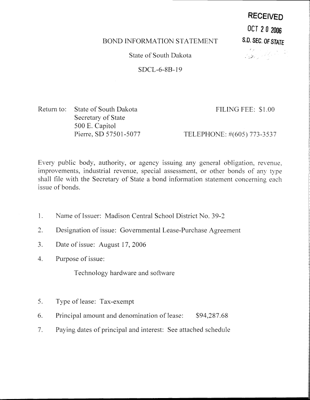 RECEIVED
OCT 20 2006
S.D. SEC. OF STATE
BOND INFORMATION STATEMENT
State of South Dakota
SDCL-6-8B-19
Return to: State of South Dakota FILING FEE: $1.00
Secretary of State
500 E. Capitol
Pierre, SD 57501-5077 TELEPHONE: #(605) 773-3537
Every public body, authority, or agency issuing any general obligation, revenue,
improvements, industrial revenue, special assessment, or other bonds of any type
shall file with the Secretary of State a bond information statement concerning each
issue of bonds.
1. Name of Issuer: Madison Central School District No. 39-2
2. Designation of issue: Governmental Lease-Purchase Agreement
3. Date of issue: August 17, 2006
4. Purpose of issue:
Technology hardware and software
5. Type of lease: Tax-exempt
6. Principal amount and denomination of lease: $94,287.68
7. Paying dates of principal and interest: See attached schedule